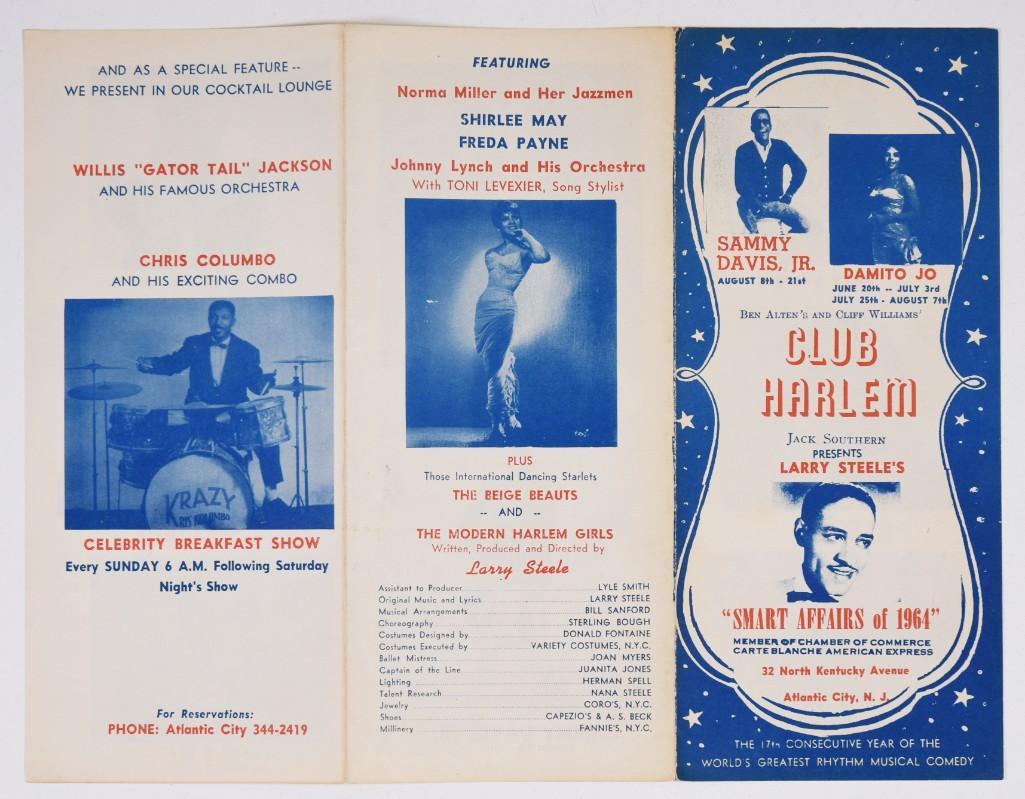 AND AS A SPECIAL FEATURE --
WE PRESENT IN OUR COCKTAIL LOUNGE
WILLIS "GATOR TAIL" JACKSON
AND HIS FAMOUS ORCHESTRA
CHRIS COLUMBO
AND HIS EXCITING COMBO
KRAZY
KRIS KOLUMBO
CELEBRITY BREAKFAST SHOW
Every SUNDAY 6 A.M. Following Saturday
Night's Show
For Reservations:
PHONE: Atlantic City 344-2419
FEATURING
Norma Miller and Her Jazzmen
SHIRLEE MAY
FREDA PAYNE
Johnny Lynch and His Orchestra
With TONI LEVEXIER, Song Stylist
PLUS
Those International Dancing Starlets
THE BEIGE BEAUTS
-- AND --
THE MODERN HARLEM GIRLS
Written, Produced and Directed by
Larry Steele
Assistant to Producer LYLE SMITH
Original Music and Lyrics LARRY STEELE
Musical Arrangements BILL SANFORD
Choreography STERLING BOUGH
Costumes Designed by DONALD FONTAINE
Costumes Executed by VARIETY COSTUMES, N.Y.C.
Ballet Mistress JOAN MYERS
Captain of the Line JUANITA JONES
Lighting HERMAN SPELL
Talent Research NANA STEELE
Jewelry CORO'S, N.Y.C.
Shoes CAPEZIO'S & A. S. BECK
Millinery FANNIE'S, N.Y.C.
SAMMY
DAVIS, JR.
AUGUST 8th - 21st
DAMITO JO
JUNE 20th -- JULY 3rd
JULY 25th - AUGUST 7th
BEN ALTEN'S AND CLIFF WILLIAMS'
CLUB
HARLEM
JACK SOUTHERN
PRESENTS
LARRY STEELE'S
"SMART AFFAIRS of 1964"
MEMBER OF CHAMBER OF COMMERCE
CARTE BLANCHE AMERICAN EXPRESS
32 North Kentucky Avenue
Atlantic City, N. J.
THE 17th CONSECUTIVE YEAR OF THE
WORLD'S GREATEST RHYTHM MUSICAL COMEDY